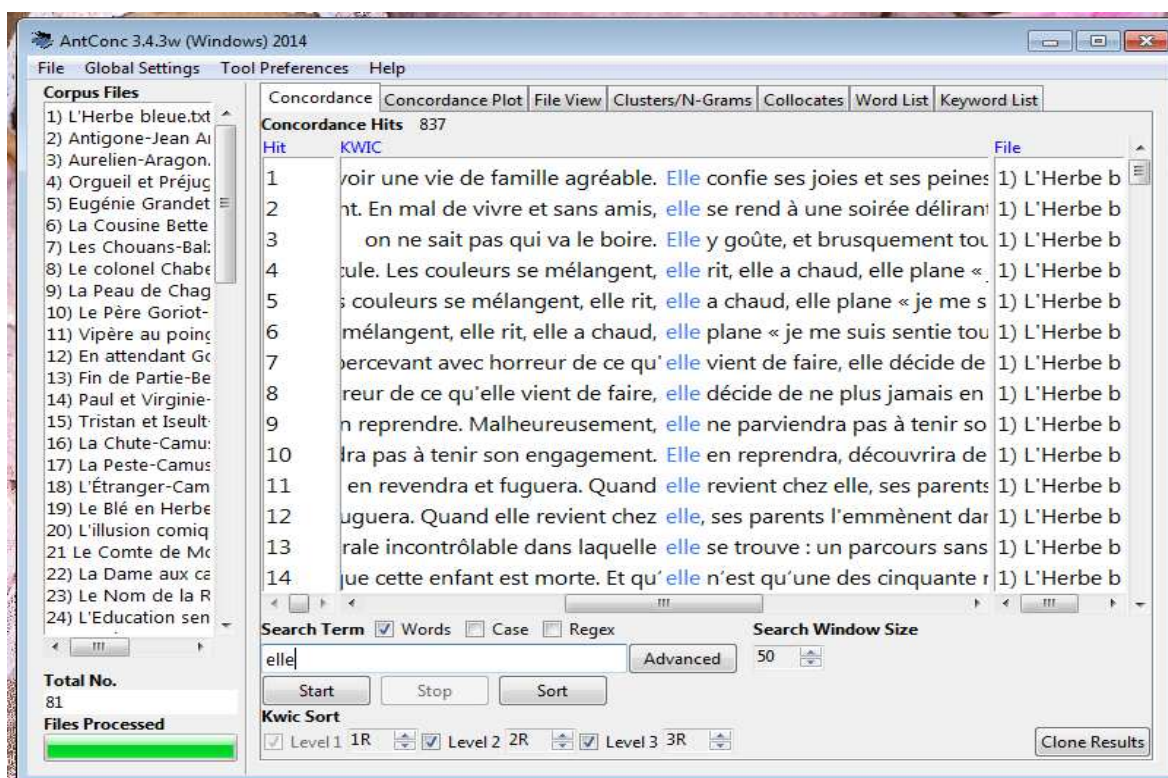 AntConc 3.4.3w (Windows) 2014
File Global Settings Tool Preferences Help
Corpus Files
1) L'Herbe bleue.txt
2) Antigone-Jean A
3) Aurelien-Aragon.
4) Orgueil et Préjug
5) Eugénie Grandet
6) La Cousine Bette
7) Les Chouans-Bal
8) Le colonel Chabe
9) La Peau de Chag
10) Le Père Goriot-
11) Vipère au poing
12) En attendant Go
13) Fin de Partie-Be
14) Paul et Virginie-
15) Tristan et Iseult-
16) La Chute-Camu
17) La Peste-Camus
18) L'Étranger-Cam
19) Le Blé en Herbe
20) L'illusion comiq
21 Le Comte de Mo
22) La Dame aux ca
23) Le Nom de la R
24) L'Education sen
Total No.
81
Files Processed
Concordance Concordance Plot File View Clusters/N-Grams Collocates Word List Keyword List
Concordance Hits 837
Hit KWIC File
1 voir une vie de famille agréable. Elle confie ses joies et ses peines 1) L'Herbe b
2 nt. En mal de vivre et sans amis, elle se rend à une soirée délirant 1) L'Herbe b
3 on ne sait pas qui va le boire. Elle y goûte, et brusquement tou 1) L'Herbe b
4 cule. Les couleurs se mélangent, elle rit, elle a chaud, elle plane « 1) L'Herbe b
5 s couleurs se mélangent, elle rit, elle a chaud, elle plane « je me s 1) L'Herbe b
6 mélangent, elle rit, elle a chaud, elle plane « je me suis sentie tou 1) L'Herbe b
7 percevant avec horreur de ce qu'elle vient de faire, elle décide de 1) L'Herbe b
8 reur de ce qu'elle vient de faire, elle décide de ne plus jamais en 1) L'Herbe b
9 n reprendre. Malheureusement, elle ne parviendra pas à tenir so 1) L'Herbe b
10 dra pas à tenir son engagement. Elle en reprendra, découvrira de 1) L'Herbe b
11 en revendra et fuguera. Quand elle revient chez elle, ses parents 1) L'Herbe b
12 uguera. Quand elle revient chez elle, ses parents l'emmènent dar 1) L'Herbe b
13 rale incontrôlable dans laquelle elle se trouve : un parcours sans 1) L'Herbe b
14 que cette enfant est morte. Et qu'elle n'est qu'une des cinquante r 1) L'Herbe b
Search Term Words Case Regex Search Window Size
elle Advanced 50
Start Stop Sort
Kwic Sort
Level 1 1R Level 2 2R Level 3 3R Clone Results